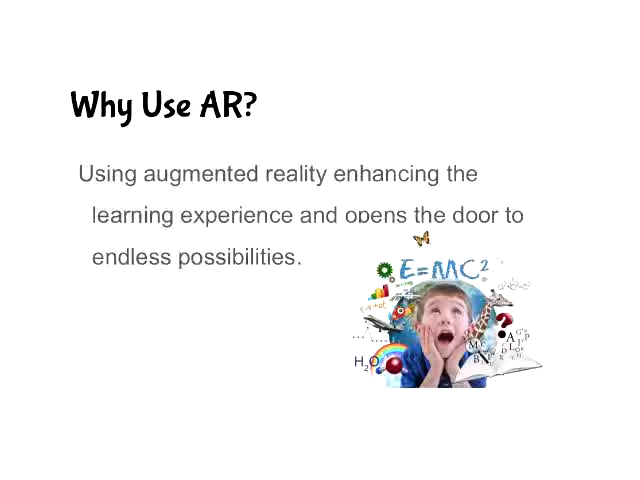 Why Use AR?
Using augmented reality enhancing the
learning experience and opens the door to
endless possibilities.
E=MC²
H₂O